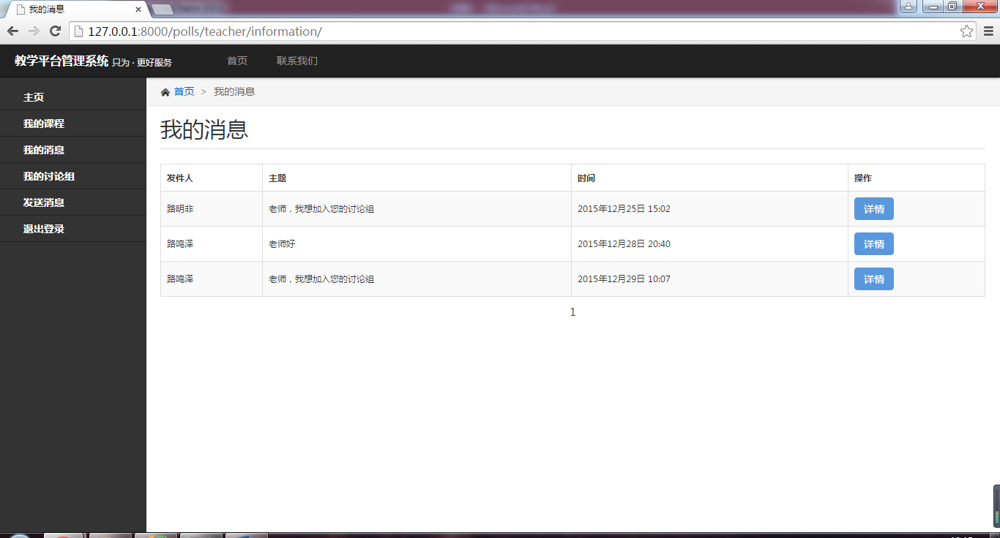 我的消息
127.0.0.1:8000/polls/teacher/information/
教学平台管理系统 只为 · 更好服务 首页 联系我们
主页
我的课程
我的消息
我的讨论组
发送消息
退出登录
首页 > 我的消息
我的消息
发件人 主题 时间 操作
路明非 老师，我想加入您的讨论组 2015年12月25日 15:02 详情
路鸣泽 老师好 2015年12月28日 20:40 详情
路鸣泽 老师，我想加入您的讨论组 2015年12月29日 10:07 详情
1